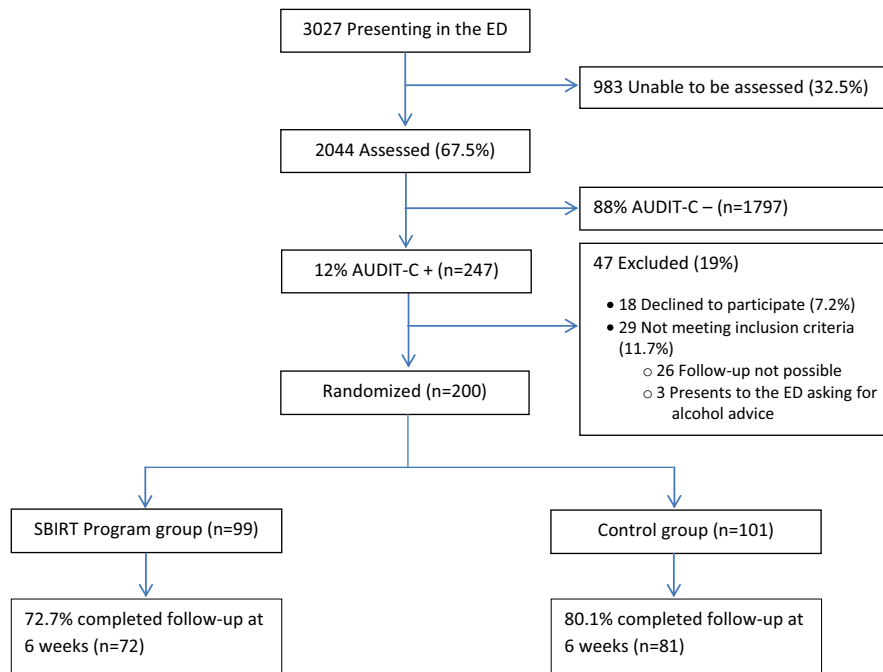 3027 Presenting in the ED
983 Unable to be assessed (32.5%)
2044 Assessed (67.5%)
88% AUDIT-C – (n=1797)
12% AUDIT-C + (n=247)
47 Excluded (19%)
• 18 Declined to participate (7.2%)
• 29 Not meeting inclusion criteria
(11.7%)
o 26 Follow-up not possible
o 3 Presents to the ED asking for
alcohol advice
Randomized (n=200)
SBIRT Program group (n=99)
Control group (n=101)
72.7% completed follow-up at
6 weeks (n=72)
80.1% completed follow-up at
6 weeks (n=81)